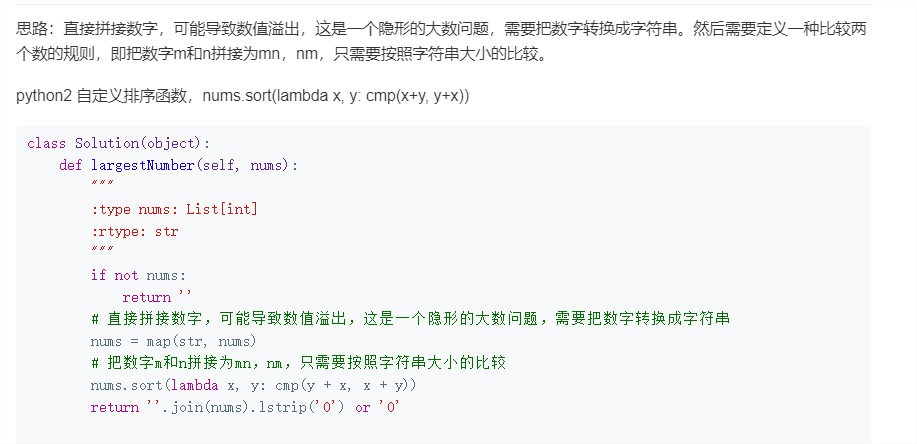 思路：直接拼接数字，可能导致数值溢出，这是一个隐形的大数问题，需要把数字转换成字符串。然后需要定义一种比较两
个数的规则，即把数字m和n拼接为mn，nm，只需要按照字符串大小的比较。
python2 自定义排序函数，nums.sort(lambda x, y: cmp(x+y, y+x))
class Solution(object):
    def largestNumber(self, nums):
        """
        :type nums: List[int]
        :rtype: str
        """
        if not nums:
            return ''
        # 直接拼接数字，可能导致数值溢出，这是一个隐形的大数问题，需要把数字转换成字符串
        nums = map(str, nums)
        # 把数字m和n拼接为mn，nm，只需要按照字符串大小的比较
        nums.sort(lambda x, y: cmp(y + x, x + y))
        return ''.join(nums).lstrip('0') or '0'